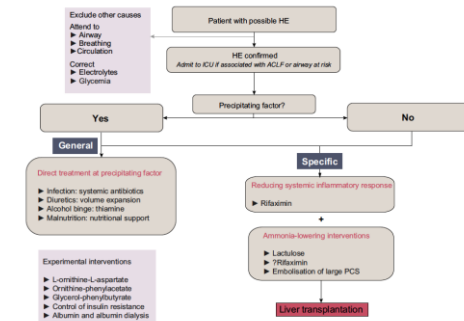 Exclude other causes
Attend to
► Airway
► Breathing
►Circulation
Correct
► Electrolytes
► Glycemia
Patient with possible HE
HE confirmed
Admit to ICU if associated with ACLF or airway at risk
Precipitating factor?
Yes
No
General
Specific
Direct treatment at precipitating factor
► Infection: systemic antibiotics
► Diuretics: volume expansion
► Alcohol binge: thiamine
► Malnutrition: nutritional support
Reducing systemic inflammatory response
► Rifaximin
+
Ammonia-lowering interventions
► Lactulose
► ?Rifaximin
► Embolisation of large PCS
Liver transplantation
Experimental interventions
► L-ornithine-L-aspartate
► Ornithine-phenylacetate
► Glycerol-phenylbutyrate
► Control of insulin resistance
► Albumin and albumin dialysis